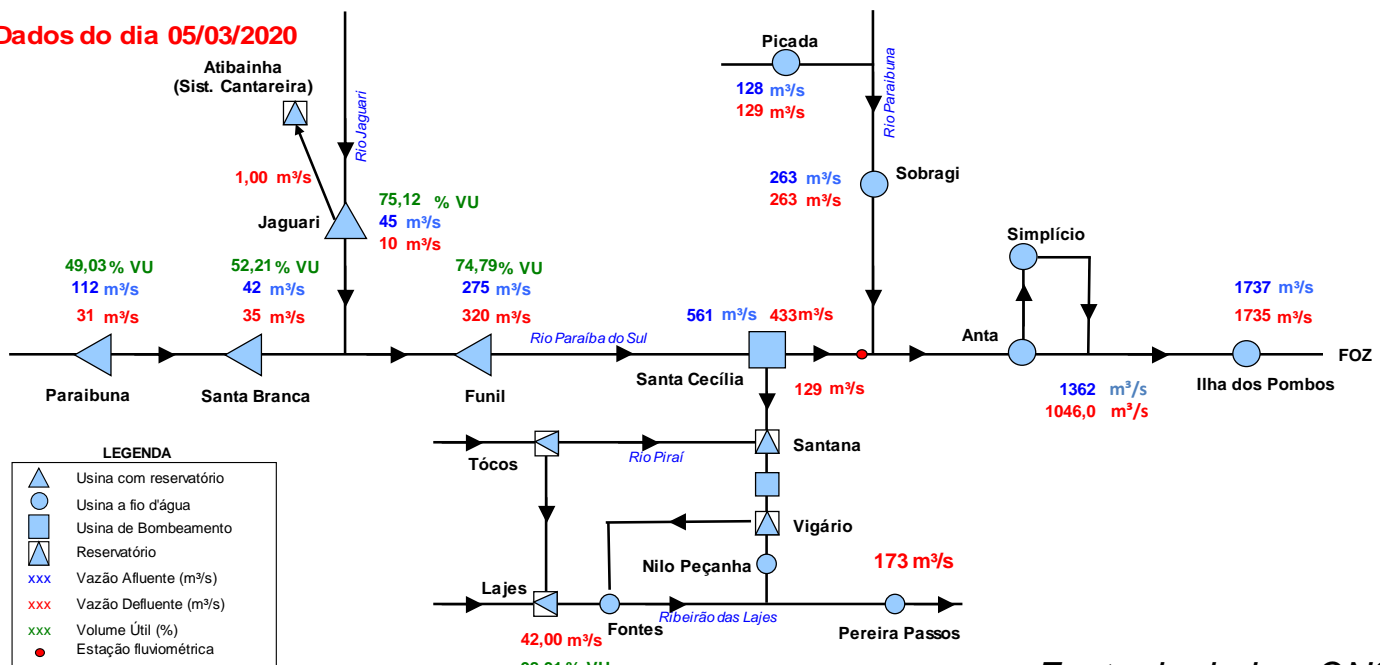 Dados do dia 05/03/2020
Atibainha
(Sist. Cantareira)
Rio Jaguari
1,00 m³/s
Jaguari
75,12 % VU
45 m³/s
10 m³/s
Picada
128 m³/s
129 m³/s
Rio Paraibuna
263 m³/s
263 m³/s
Sobragi
Simplício
49,03% VU
112 m³/s
31 m³/s
Paraibuna
52,21% VU
42 m³/s
35 m³/s
Santa Branca
74,79% VU
275 m³/s
320 m³/s
Funil
Rio Paraíba do Sul
561 m³/s 433m³/s
Santa Cecília
129 m³/s
Anta
1362 m³/s
1046,0 m³/s
1737 m³/s
1735 m³/s
Ilha dos Pombos
FOZ
Tócos
Rio Piraí
Santana
Vigário
Nilo Peçanha
173 m³/s
Lajes
42,00 m³/s
Fontes
Ribeirão das Lajes
Pereira Passos
LEGENDA
Usina com reservatório
Usina a fio d'água
Usina de Bombeamento
Reservatório
xxx Vazão Afluente (m³/s)
xxx Vazão Defluente (m³/s)
xxx Volume Útil (%)
Estação fluviométrica